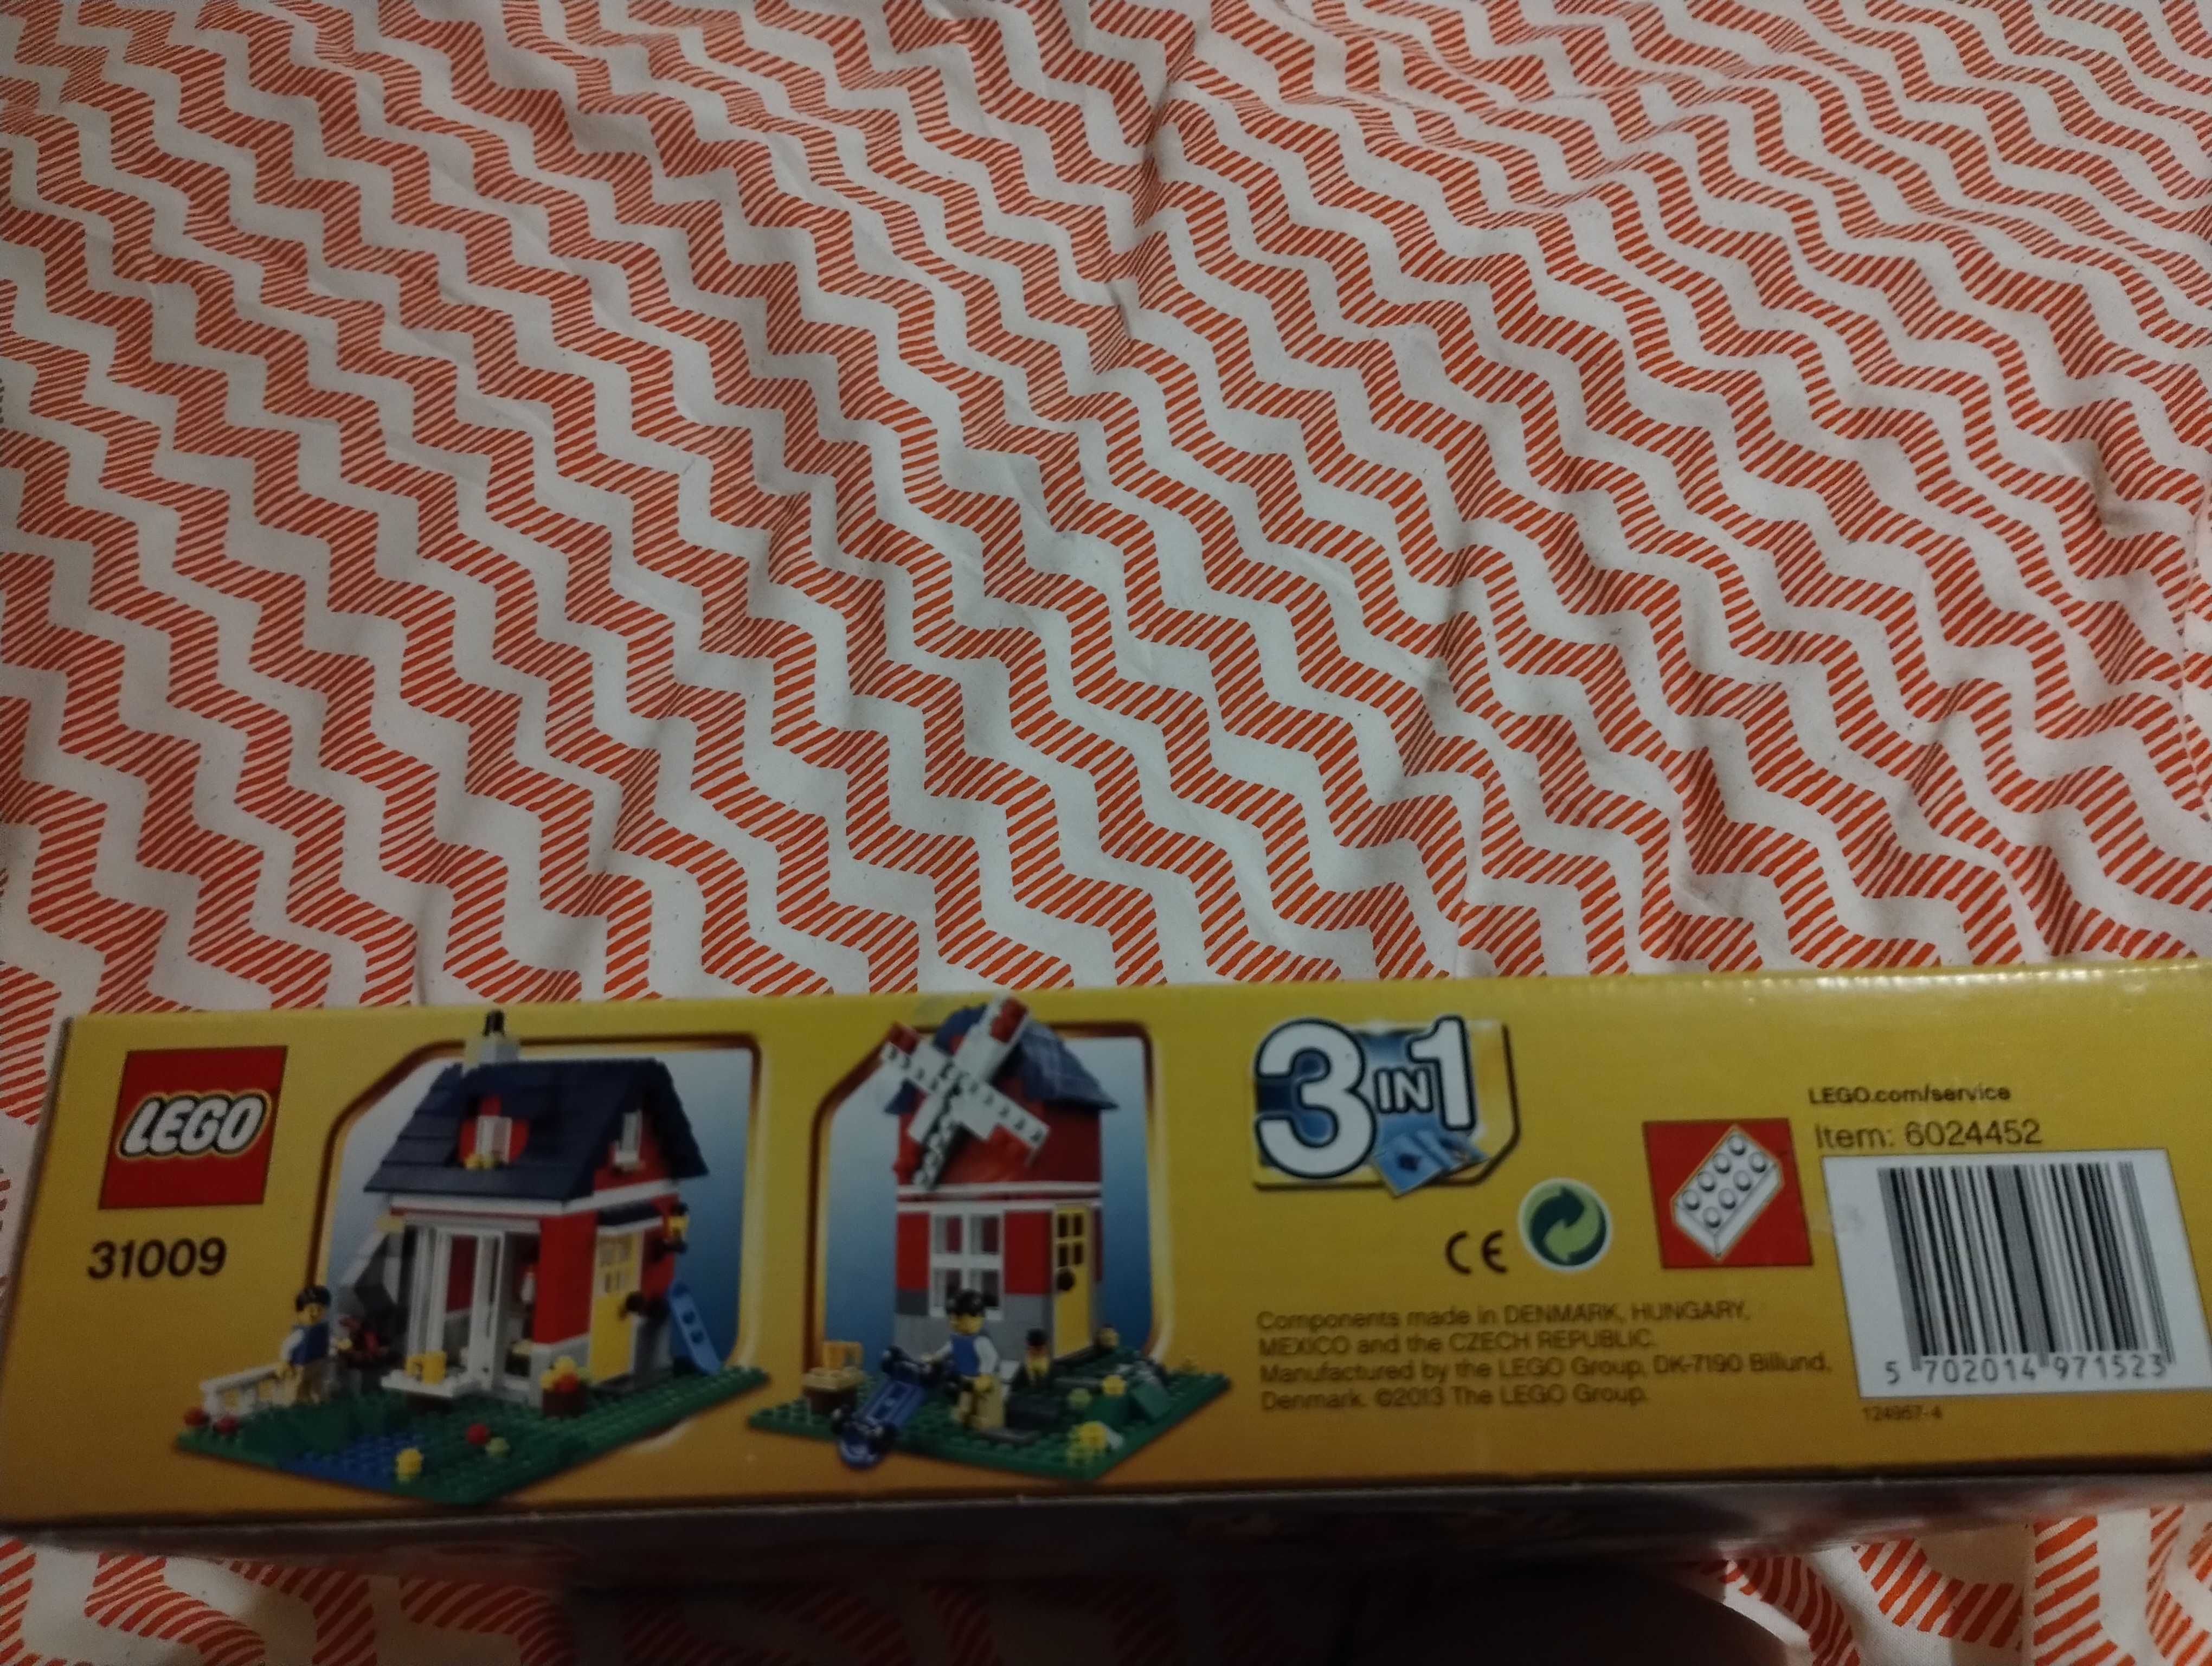 LEGO
31009
3 IN 1
LEGO.com/service
Item: 6024452
CE
Components made in DENMARK, HUNGARY,
MEXICO and the CZECH REPUBLIC.
Manufactured by the LEGO Group, DK-7190 Billund,
Denmark. ©2013 The LEGO Group.
5 702014 971523
124967-4